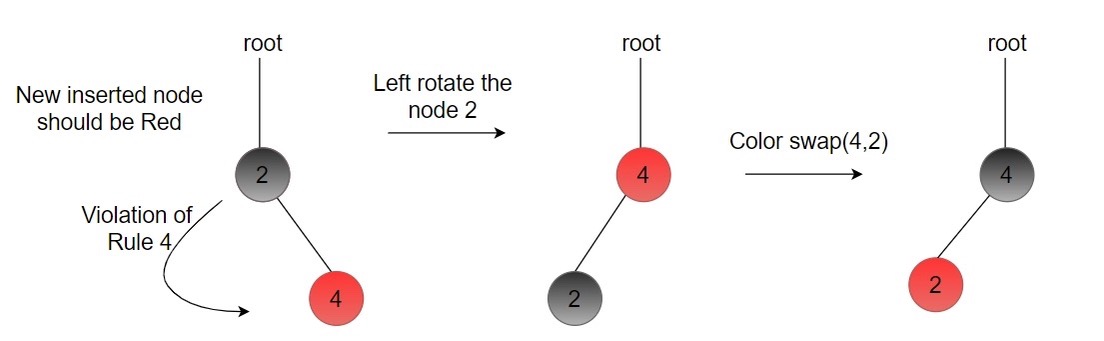 root
New inserted node
should be Red
2
Violation of
Rule 4
4
Left rotate the
node 2
root
4
2
Color swap(4,2)
root
4
2